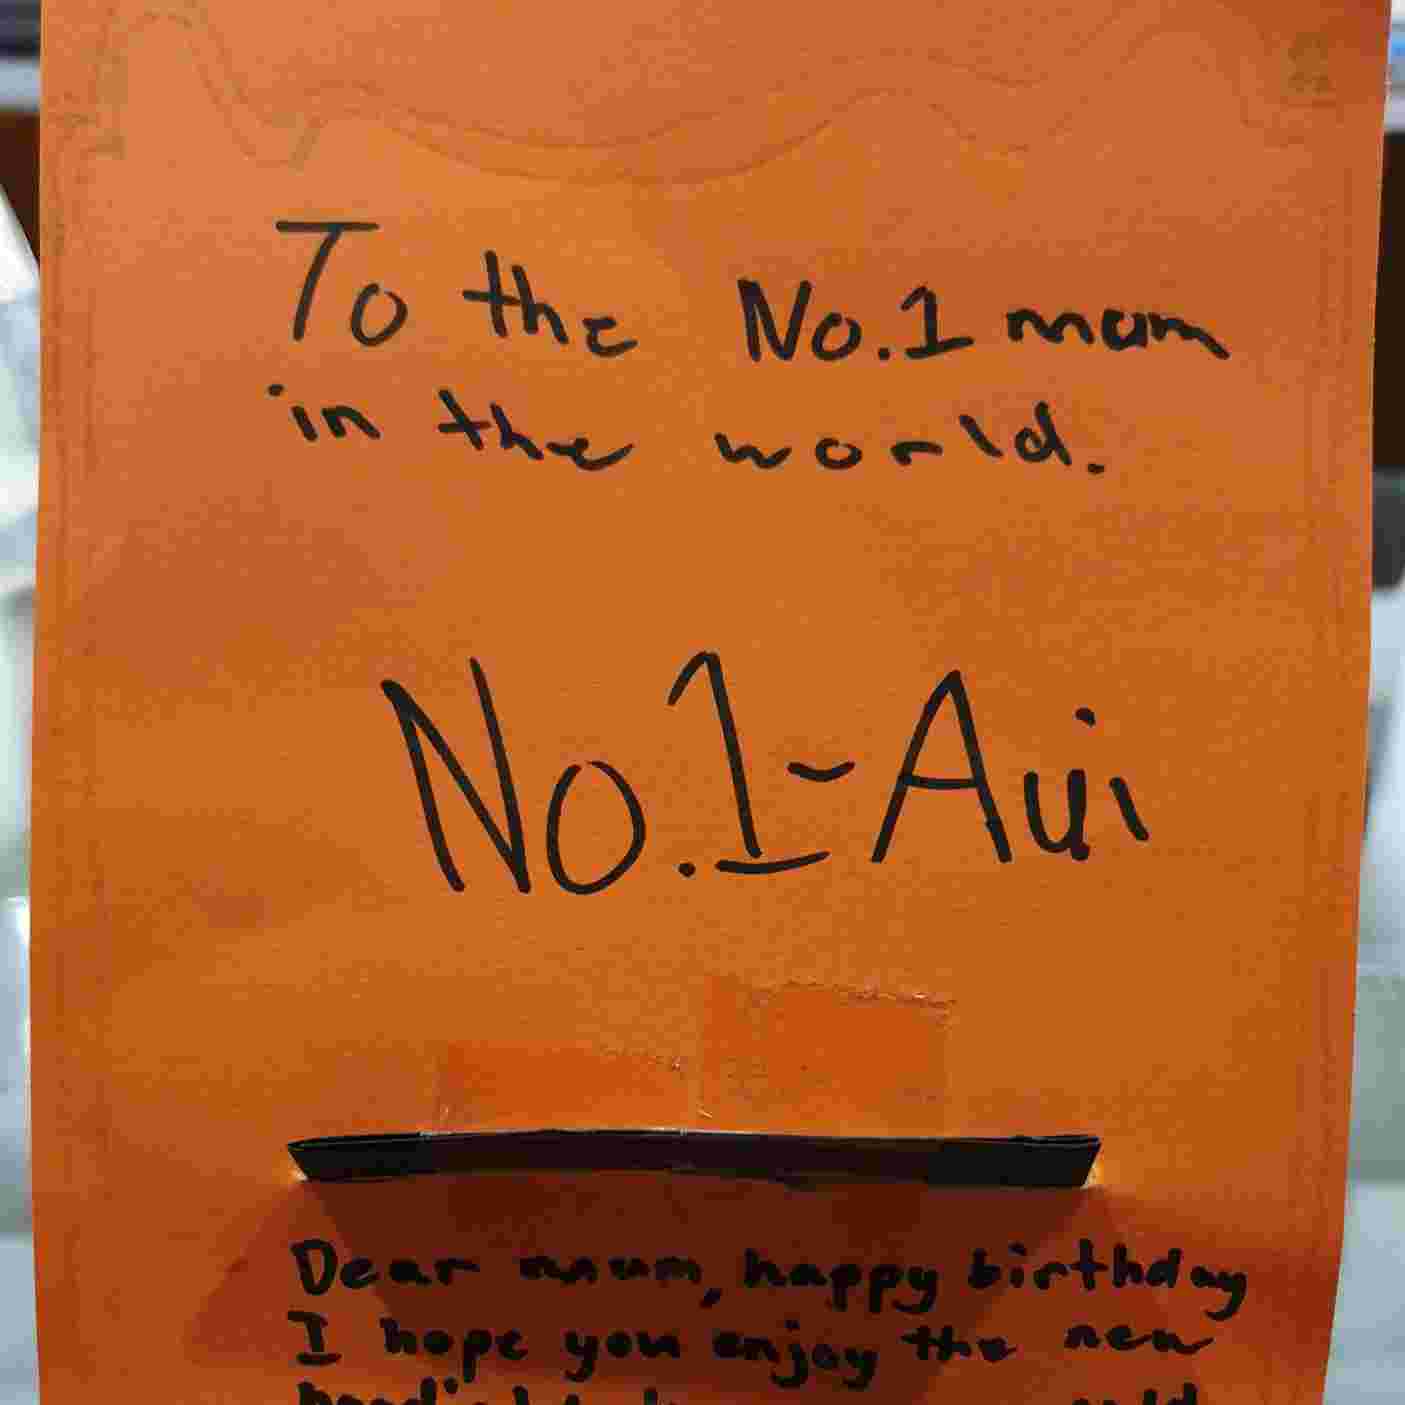 To the No.1 mum
in the world.
No.1-Aui
Dear mum, happy birthday
I hope you enjoy the new